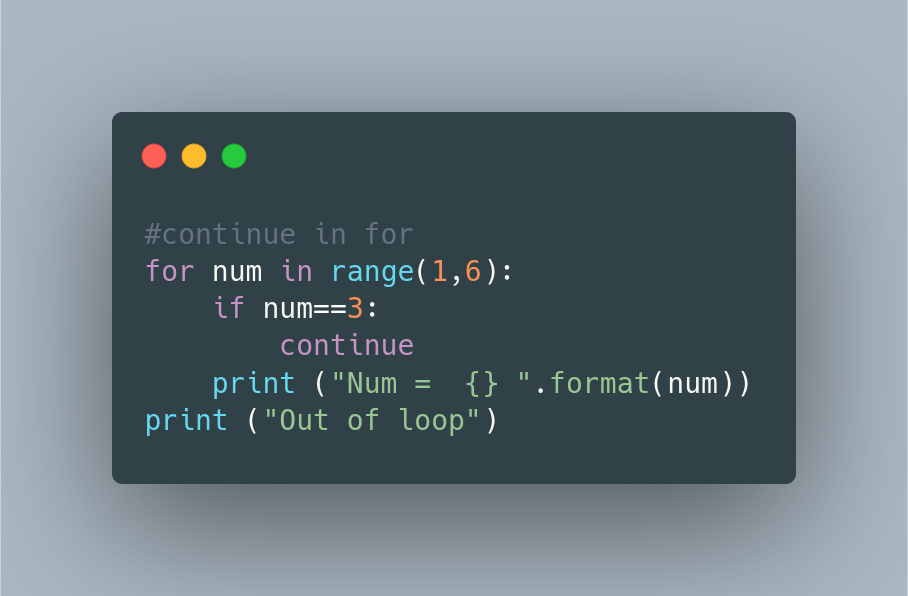 #continue in for
for num in range(1,6):
    if num==3:
        continue
    print ("Num =  {} ".format(num))
print ("Out of loop")